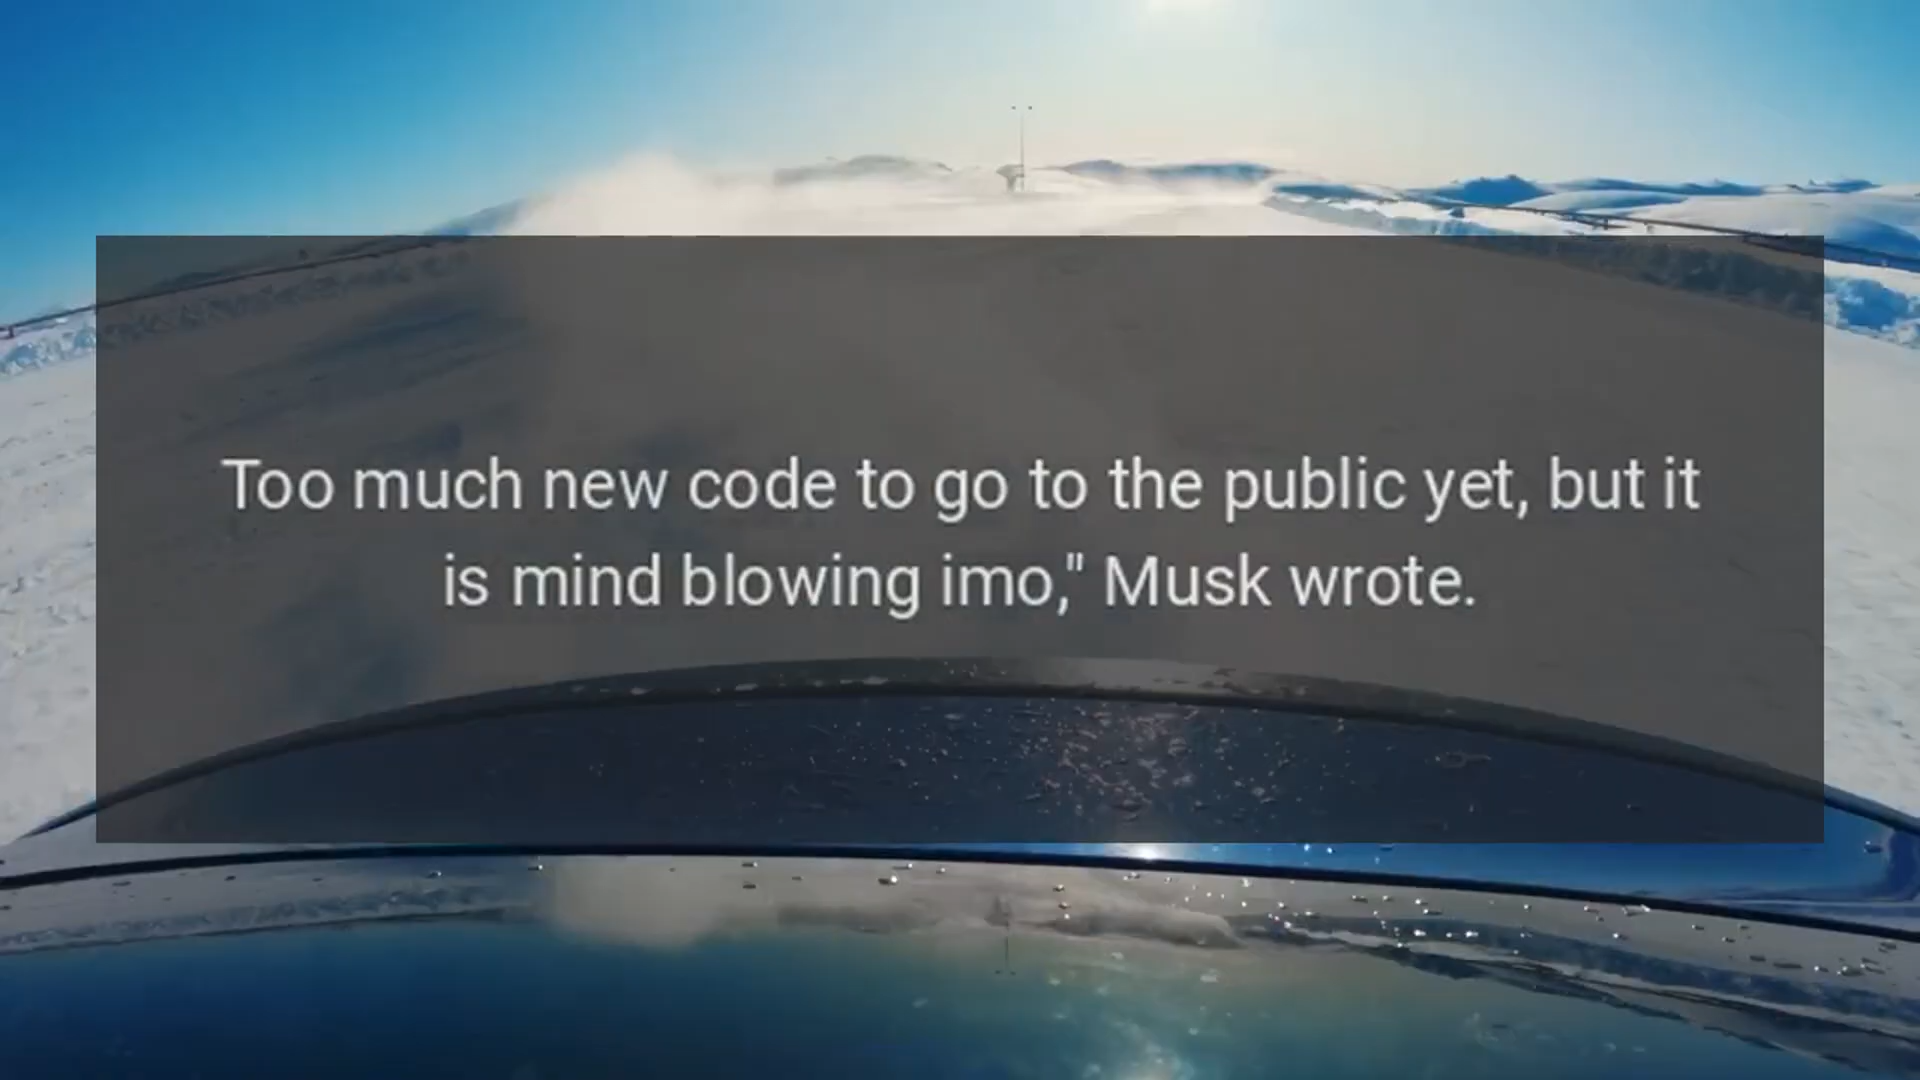 Too much new code to go to the public yet, but it
is mind blowing imo," Musk wrote.